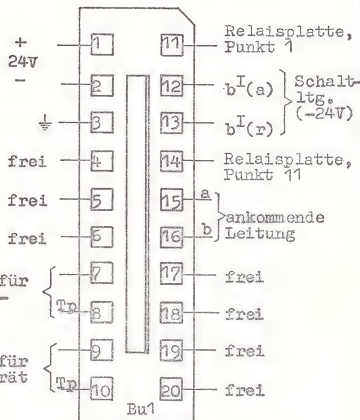 +
24V
-
frei
frei
frei
für
-
Tp
für
rät
Tp
1
2
3
4
5
6
7
8
9
10
11
12
13
14
15
16
17
18
19
20
Bu1
Relaisplatte,
Punkt 1
bI(a)
bI(r)
Schalt-
ltg.
(-24V)
Relaisplatte,
Punkt 11
a
b
ankommende
Leitung
frei
frei
frei
frei